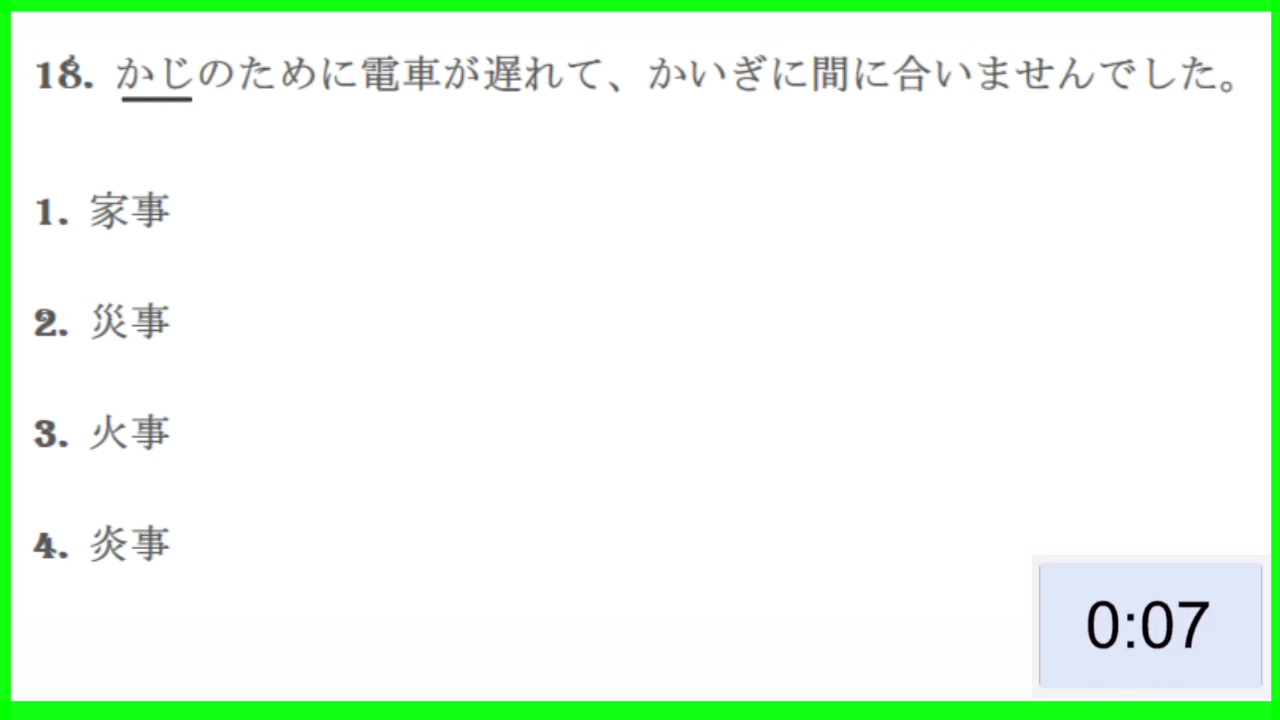 18. かじのために電車が遅れて、かいぎに間に合いませんでした。
1. 家事
2. 災事
3. 火事
4. 炎事
0:07